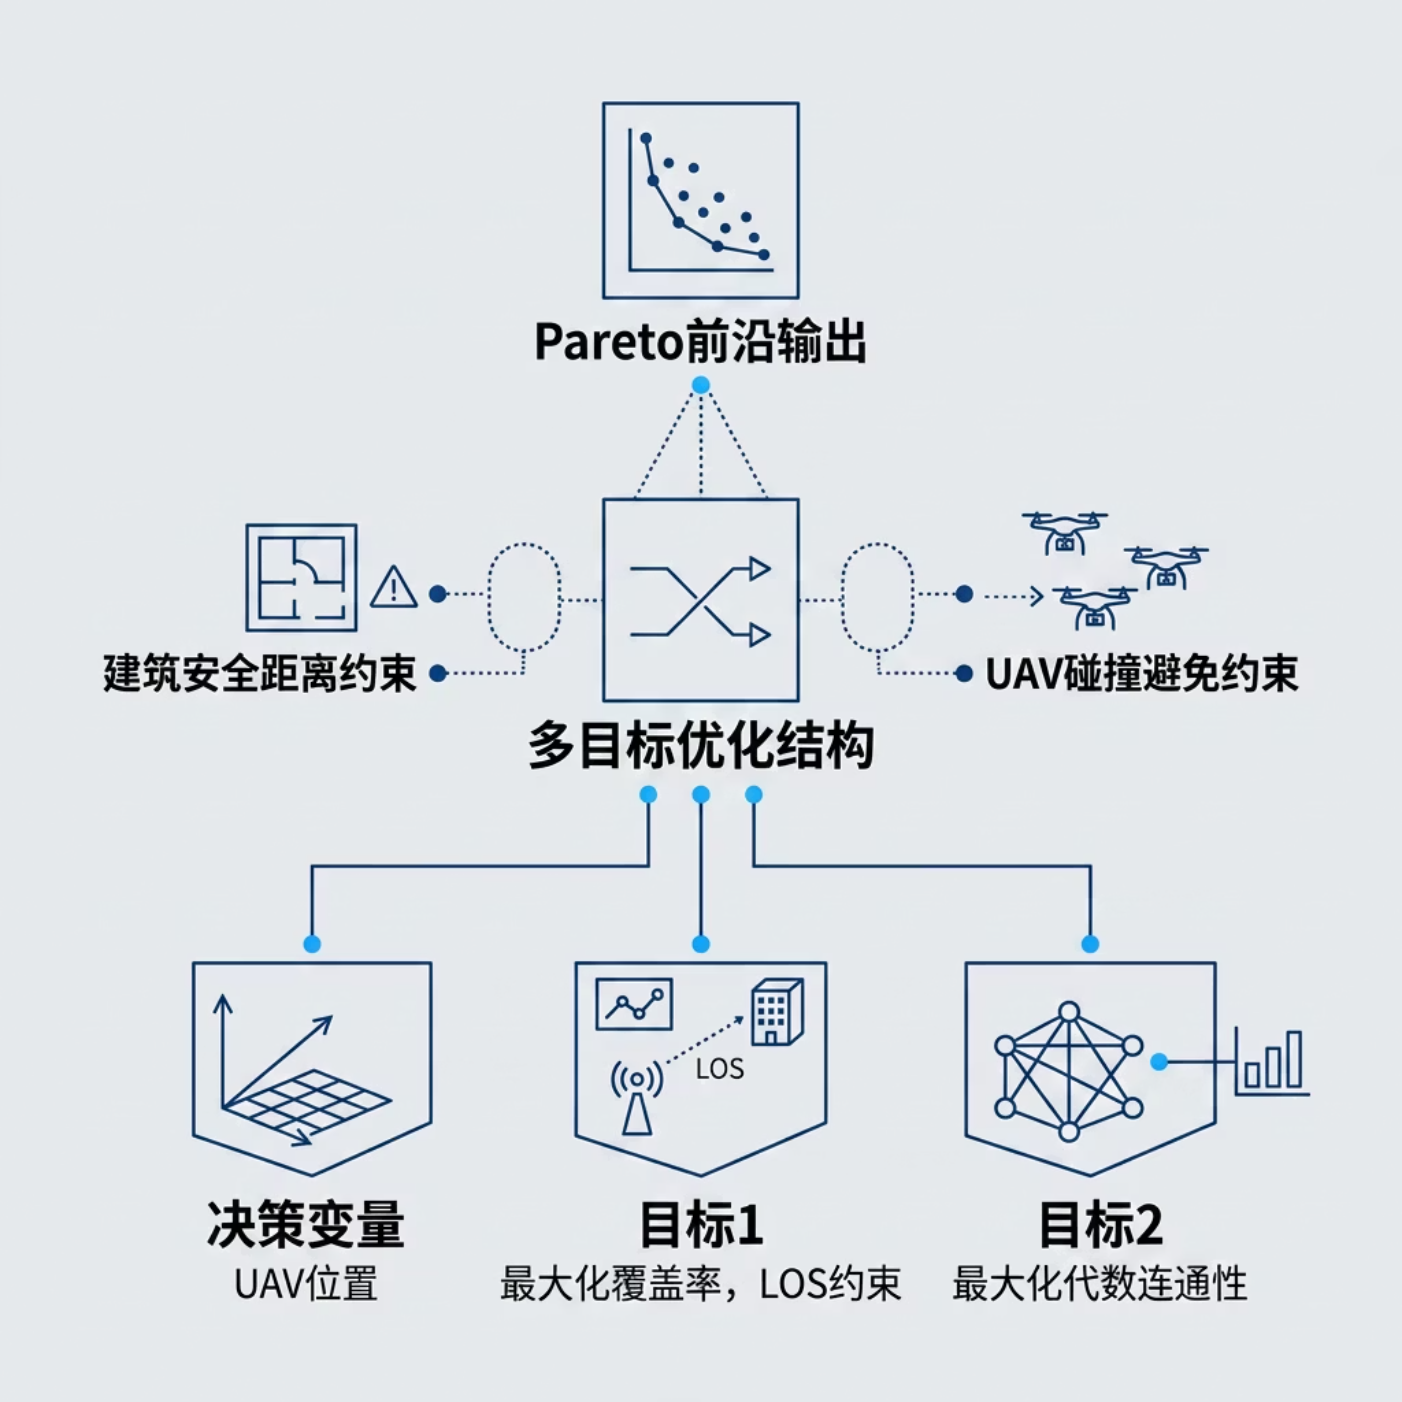 Pareto前沿输出
建筑安全距离约束
UAV碰撞避免约束
多目标优化结构
LOS
决策变量
UAV位置
目标1
最大化覆盖率，LOS约束
目标2
最大化代数连通性